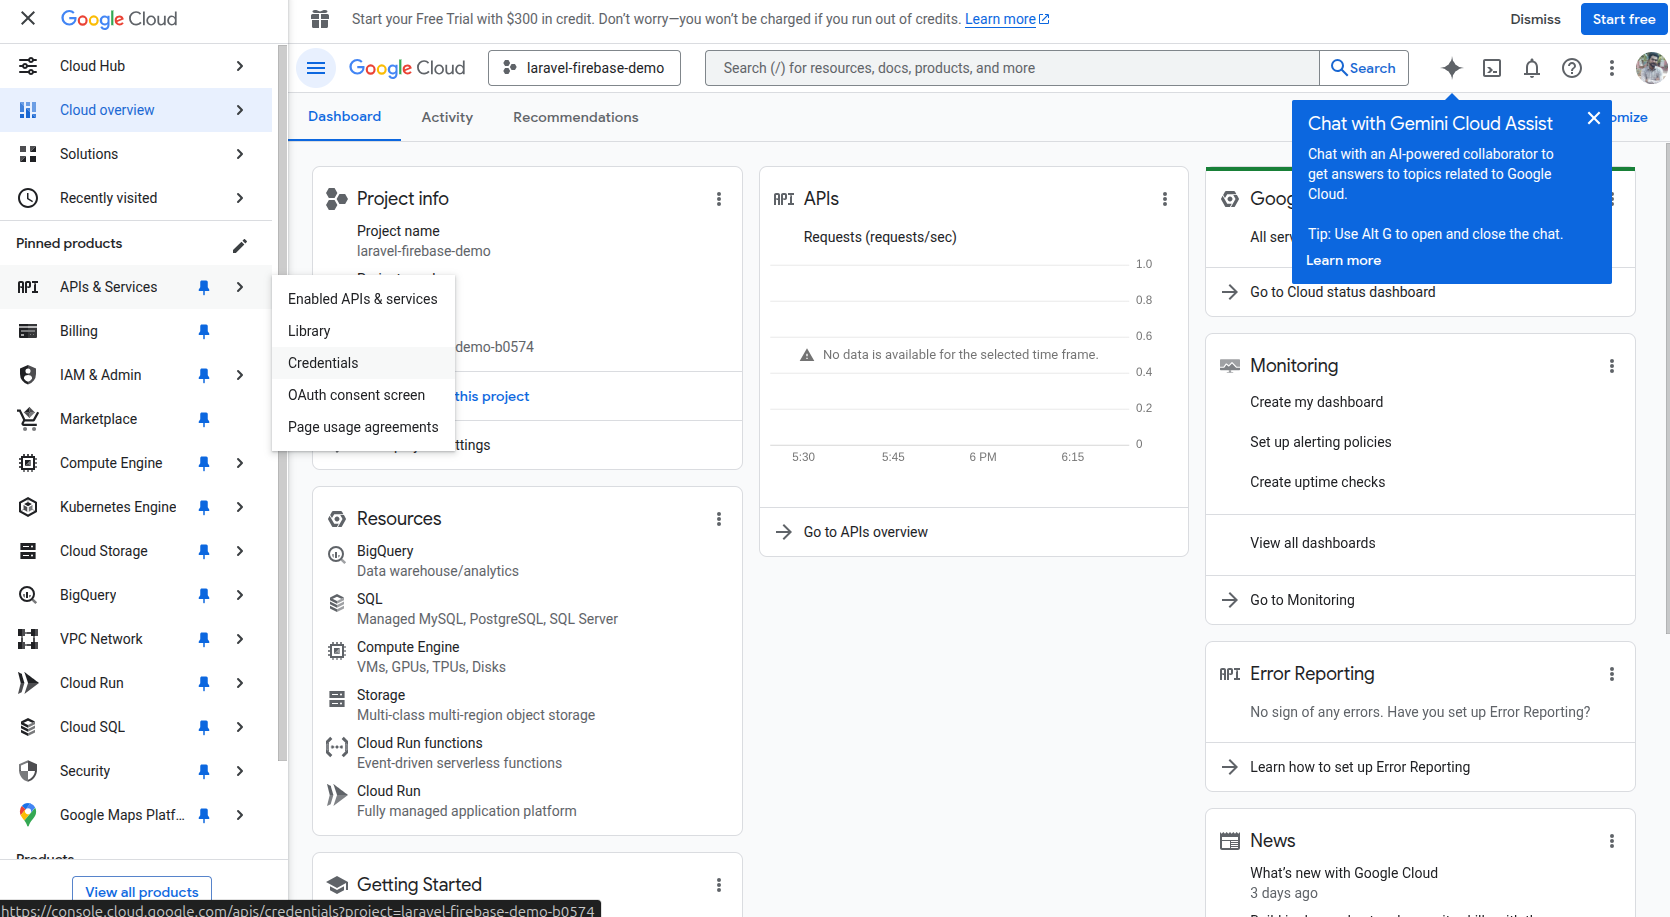 Google Cloud
Start your Free Trial with $300 in credit. Don't worry—you won't be charged if you run out of credits. Learn more
Dismiss
Start free
Cloud Hub
Cloud overview
Solutions
Recently visited
Pinned products
APIs & Services
Billing
IAM & Admin
Marketplace
Compute Engine
Kubernetes Engine
Cloud Storage
BigQuery
VPC Network
Cloud Run
Cloud SQL
Security
Google Maps Platf...
Products
View all products
https://console.cloud.google.com/apis/credentials?project=laravel-firebase-demo-b0574
Enabled APIs & services
Library
Credentials
OAuth consent screen
Page usage agreements
Google Cloud
laravel-firebase-demo
Search (/) for resources, docs, products, and more
Search
Dashboard
Activity
Recommendations
Project info
Project name
laravel-firebase-demo
demo-b0574
this project
ttings
Resources
BigQuery
Data warehouse/analytics
SQL
Managed MySQL, PostgreSQL, SQL Server
Compute Engine
VMs, GPUs, TPUs, Disks
Storage
Multi-class multi-region object storage
Cloud Run functions
Event-driven serverless functions
Cloud Run
Fully managed application platform
Getting Started
API
APIs
Requests (requests/sec)
1.0
0.8
0.6
No data is available for the selected time frame.
0.4
0.2
0
5:30
5:45
6 PM
6:15
Go to APIs overview
Chat with Gemini Cloud Assist
Chat with an AI-powered collaborator to
get answers to topics related to Google
Cloud.
Tip: Use Alt G to open and close the chat.
Learn more
omize
Goog
All serv
Go to Cloud status dashboard
Monitoring
Create my dashboard
Set up alerting policies
Create uptime checks
View all dashboards
Go to Monitoring
API
Error Reporting
No sign of any errors. Have you set up Error Reporting?
Learn how to set up Error Reporting
News
What's new with Google Cloud
3 days ago